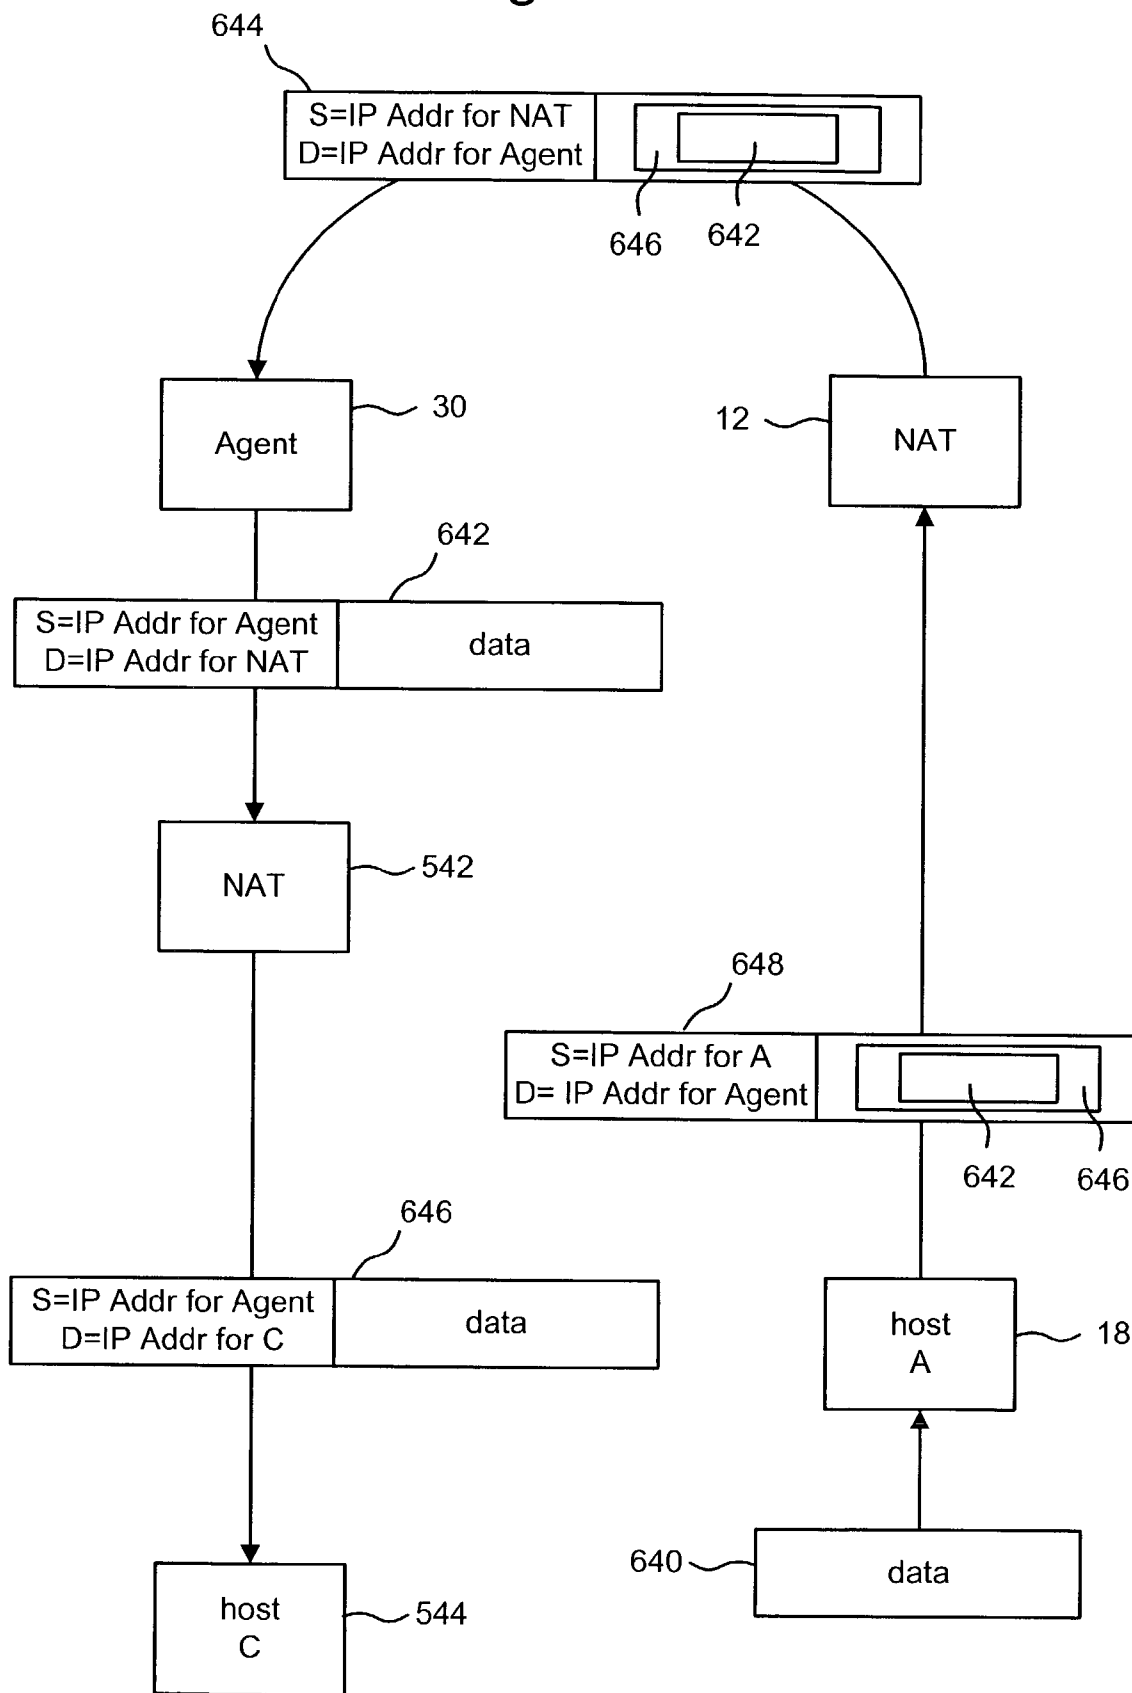 644
S=IP Addr for NAT
D=IP Addr for Agent
646
642
30
Agent
12
NAT
642
S=IP Addr for Agent
D=IP Addr for NAT
data
NAT
542
648
S=IP Addr for A
D= IP Addr for Agent
642
646
646
S=IP Addr for Agent
D=IP Addr for C
data
host
A
18
640
data
host
C
544